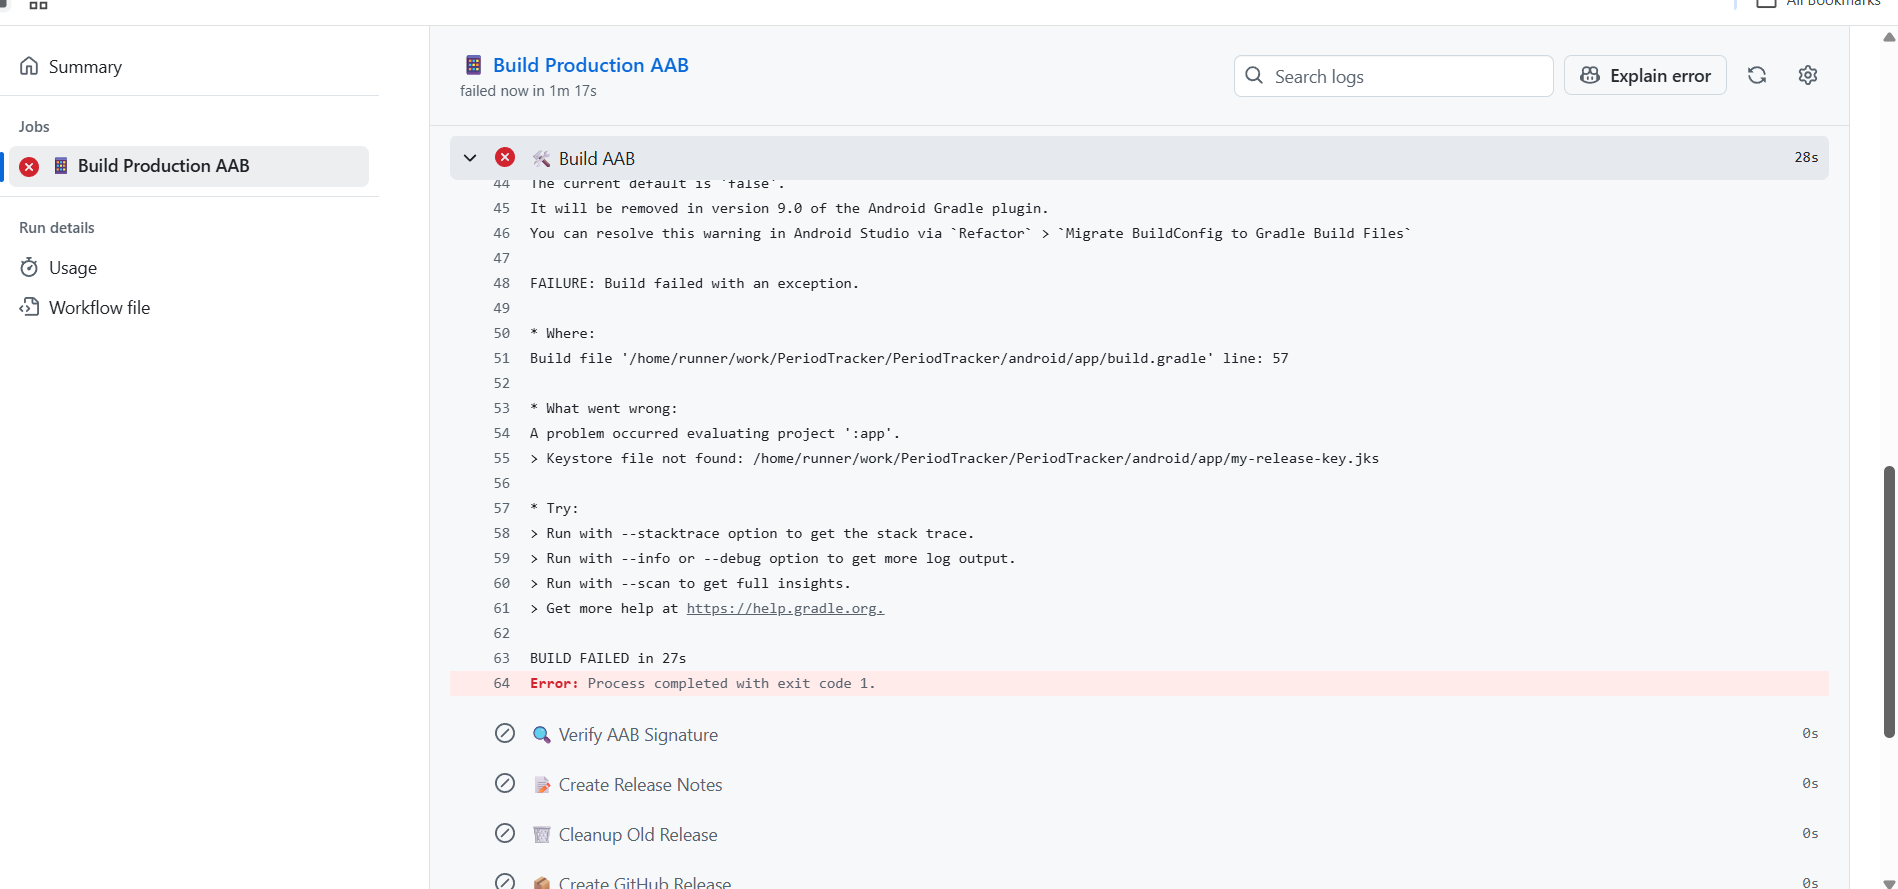 All Bookmarks
Summary
Jobs
Build Production AAB
Run details
Usage
Workflow file
Build Production AAB
failed now in 1m 17s
Search logs
Explain error
Build AAB
28s
44 The current default is 'false'.
45 It will be removed in version 9.0 of the Android Gradle plugin.
46 You can resolve this warning in Android Studio via `Refactor` > `Migrate BuildConfig to Gradle Build Files`
47
48 FAILURE: Build failed with an exception.
49
50 * Where:
51 Build file '/home/runner/work/PeriodTracker/PeriodTracker/android/app/build.gradle' line: 57
52
53 * What went wrong:
54 A problem occurred evaluating project ':app'.
55 > Keystore file not found: /home/runner/work/PeriodTracker/PeriodTracker/android/app/my-release-key.jks
56
57 * Try:
58 > Run with --stacktrace option to get the stack trace.
59 > Run with --info or --debug option to get more log output.
60 > Run with --scan to get full insights.
61 > Get more help at https://help.gradle.org.
62
63 BUILD FAILED in 27s
64 Error: Process completed with exit code 1.
Verify AAB Signature
0s
Create Release Notes
0s
Cleanup Old Release
0s
Create GitHub Release
0s